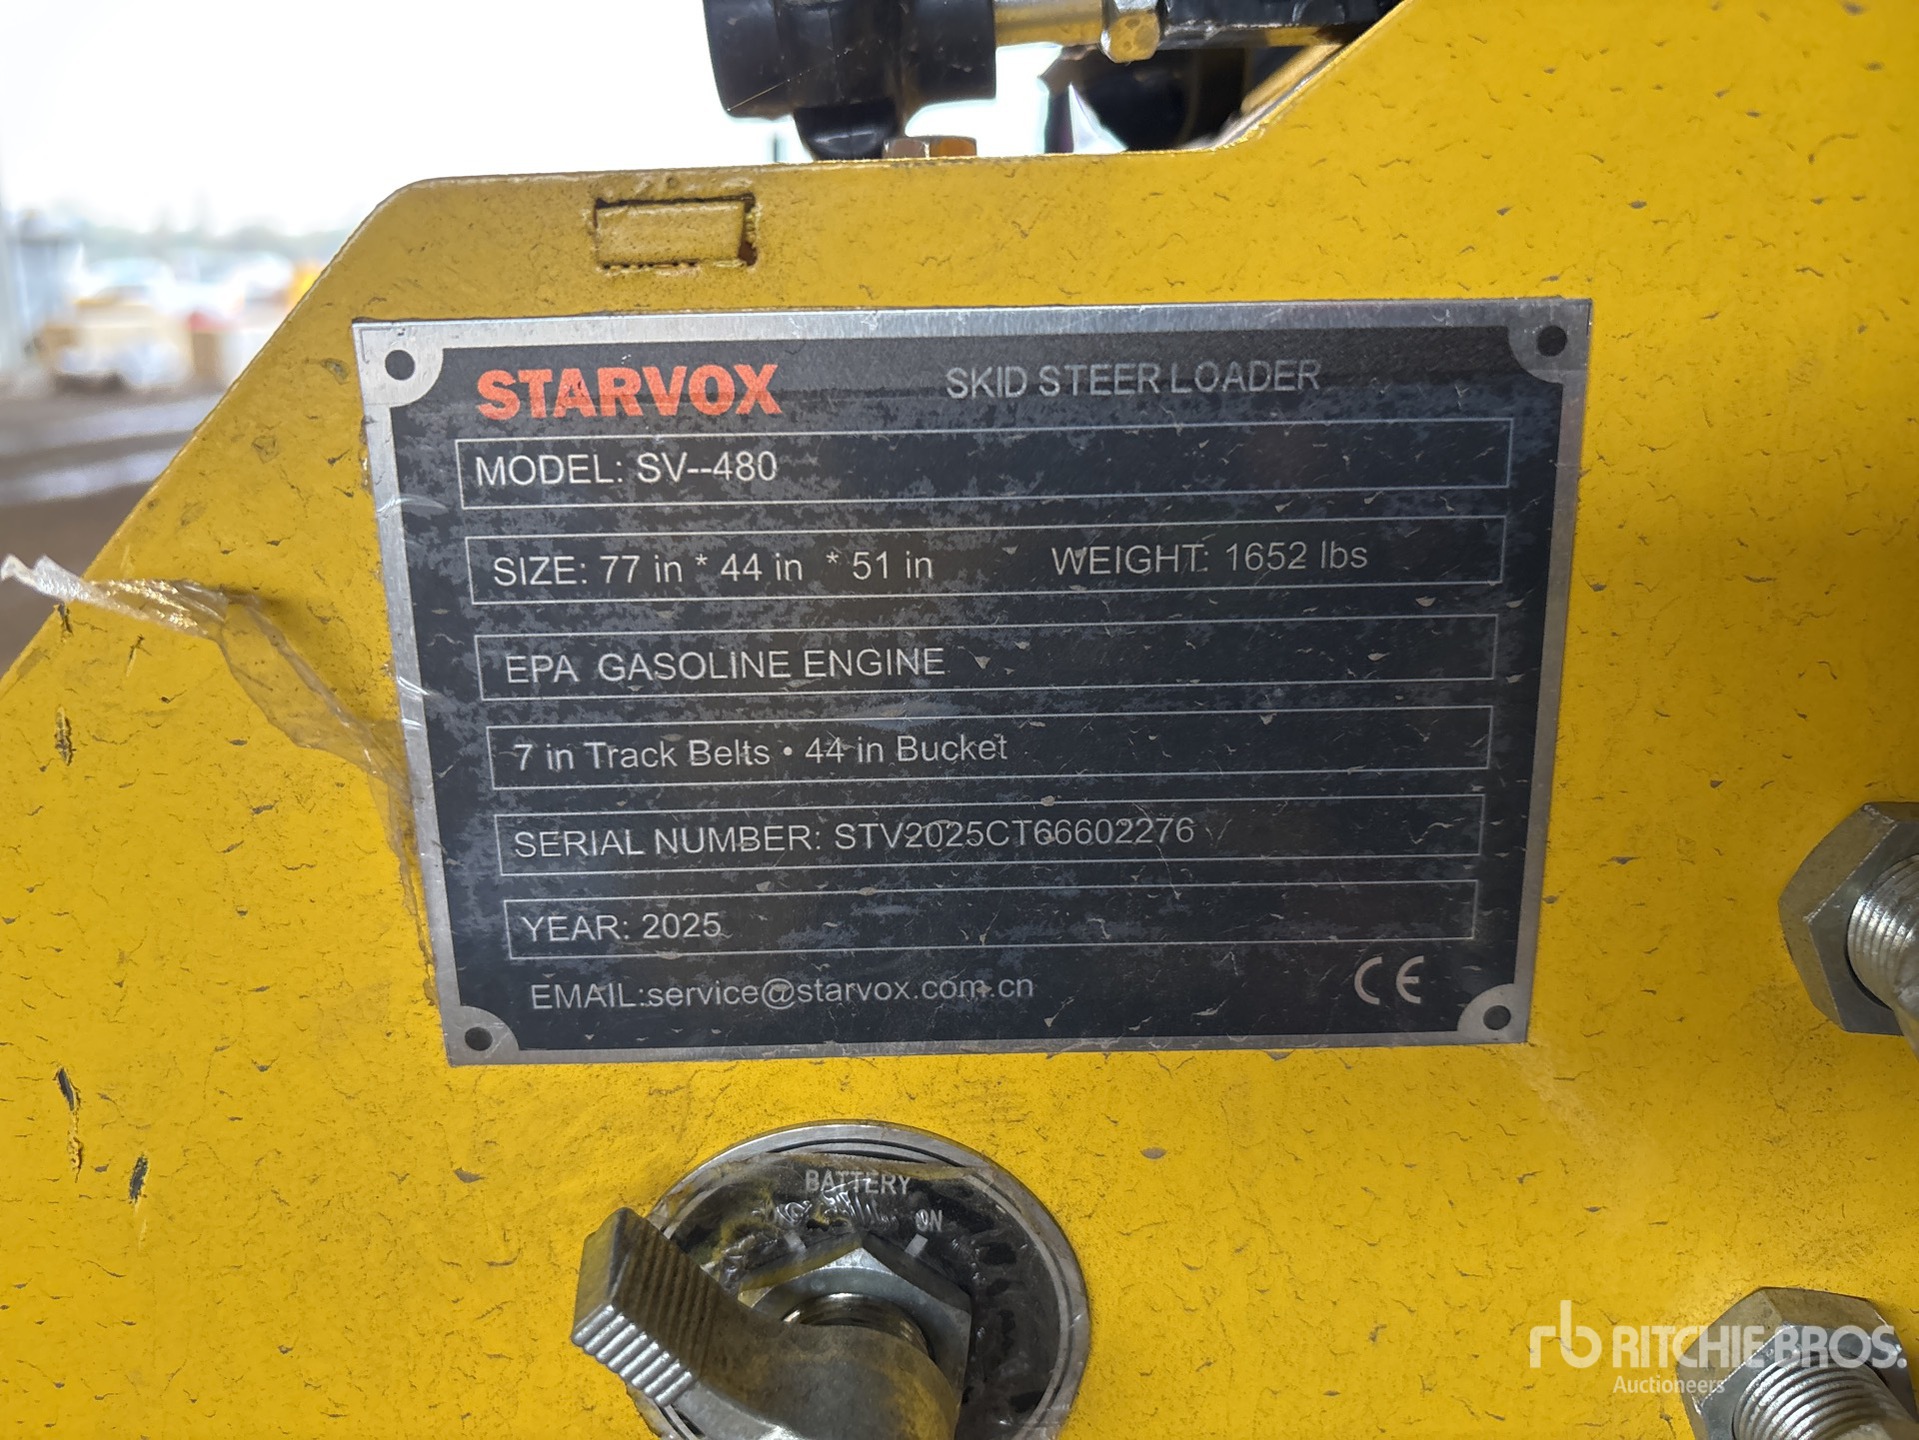 STARVOX SKID STEER LOADER
MODEL: SV--480
SIZE: 77 in * 44 in * 51 in WEIGHT: 1652 lbs
EPA GASOLINE ENGINE
7 in Track Belts • 44 in Bucket
SERIAL NUMBER: STV2025CT66602276
YEAR: 2025
EMAIL:service@starvox.com.cn CE
BATTERY
ON
rb RITCHIE BROS.
Auctioneers